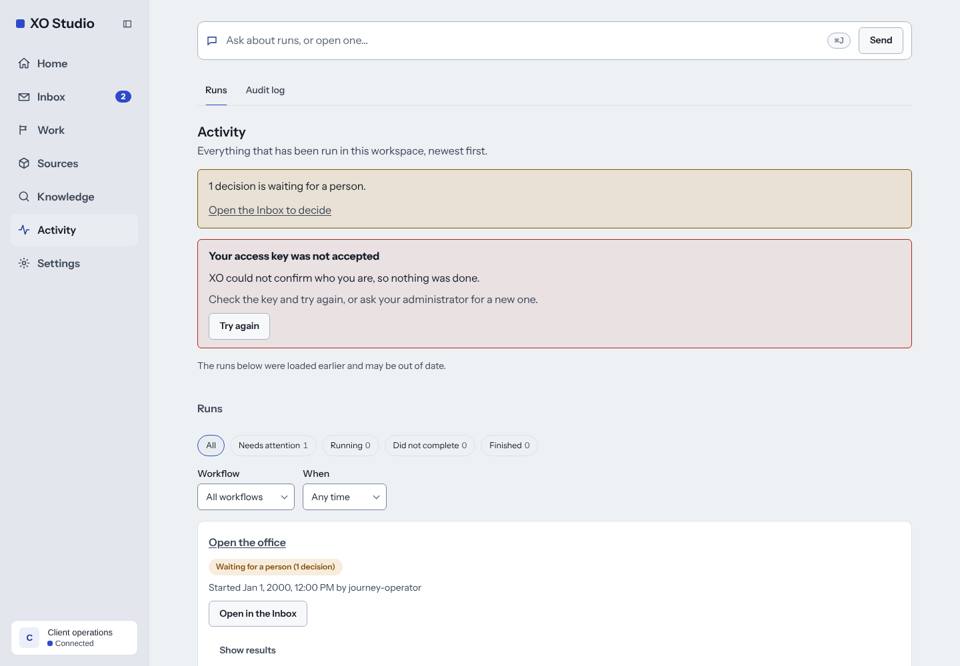 XO Studio
Home
Inbox 2
Work
Sources
Knowledge
Activity
Settings
C
Client operations
Connected
Ask about runs, or open one...
⌘J
Send
Runs Audit log
Activity
Everything that has been run in this workspace, newest first.
1 decision is waiting for a person.
Open the Inbox to decide
Your access key was not accepted
XO could not confirm who you are, so nothing was done.
Check the key and try again, or ask your administrator for a new one.
Try again
The runs below were loaded earlier and may be out of date.
Runs
All Needs attention 1 Running 0 Did not complete 0 Finished 0
Workflow When
All workflows Any time
Open the office
Waiting for a person (1 decision)
Started Jan 1, 2000, 12:00 PM by journey-operator
Open in the Inbox
Show results